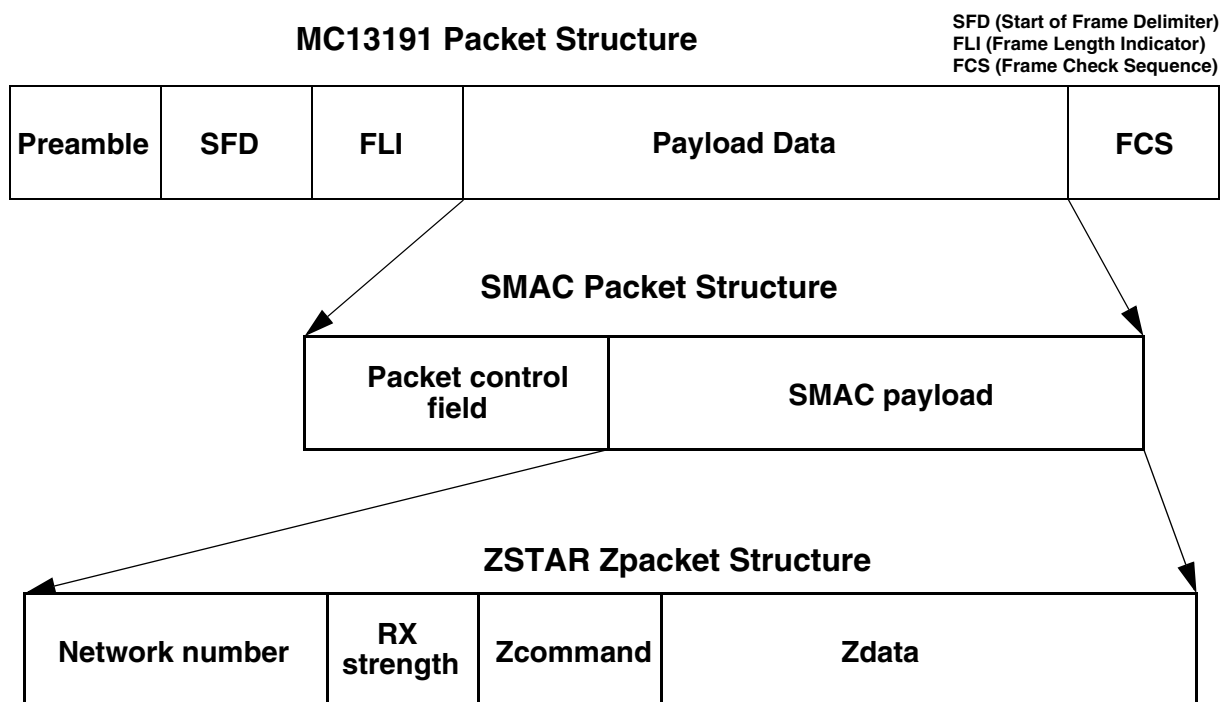 MC13191 Packet Structure
SFD (Start of Frame Delimiter)
FLI (Frame Length Indicator)
FCS (Frame Check Sequence)
Preamble
SFD
FLI
Payload Data
FCS
SMAC Packet Structure
Packet control
field
SMAC payload
ZSTAR Zpacket Structure
Network number
RX
strength
Zcommand
Zdata